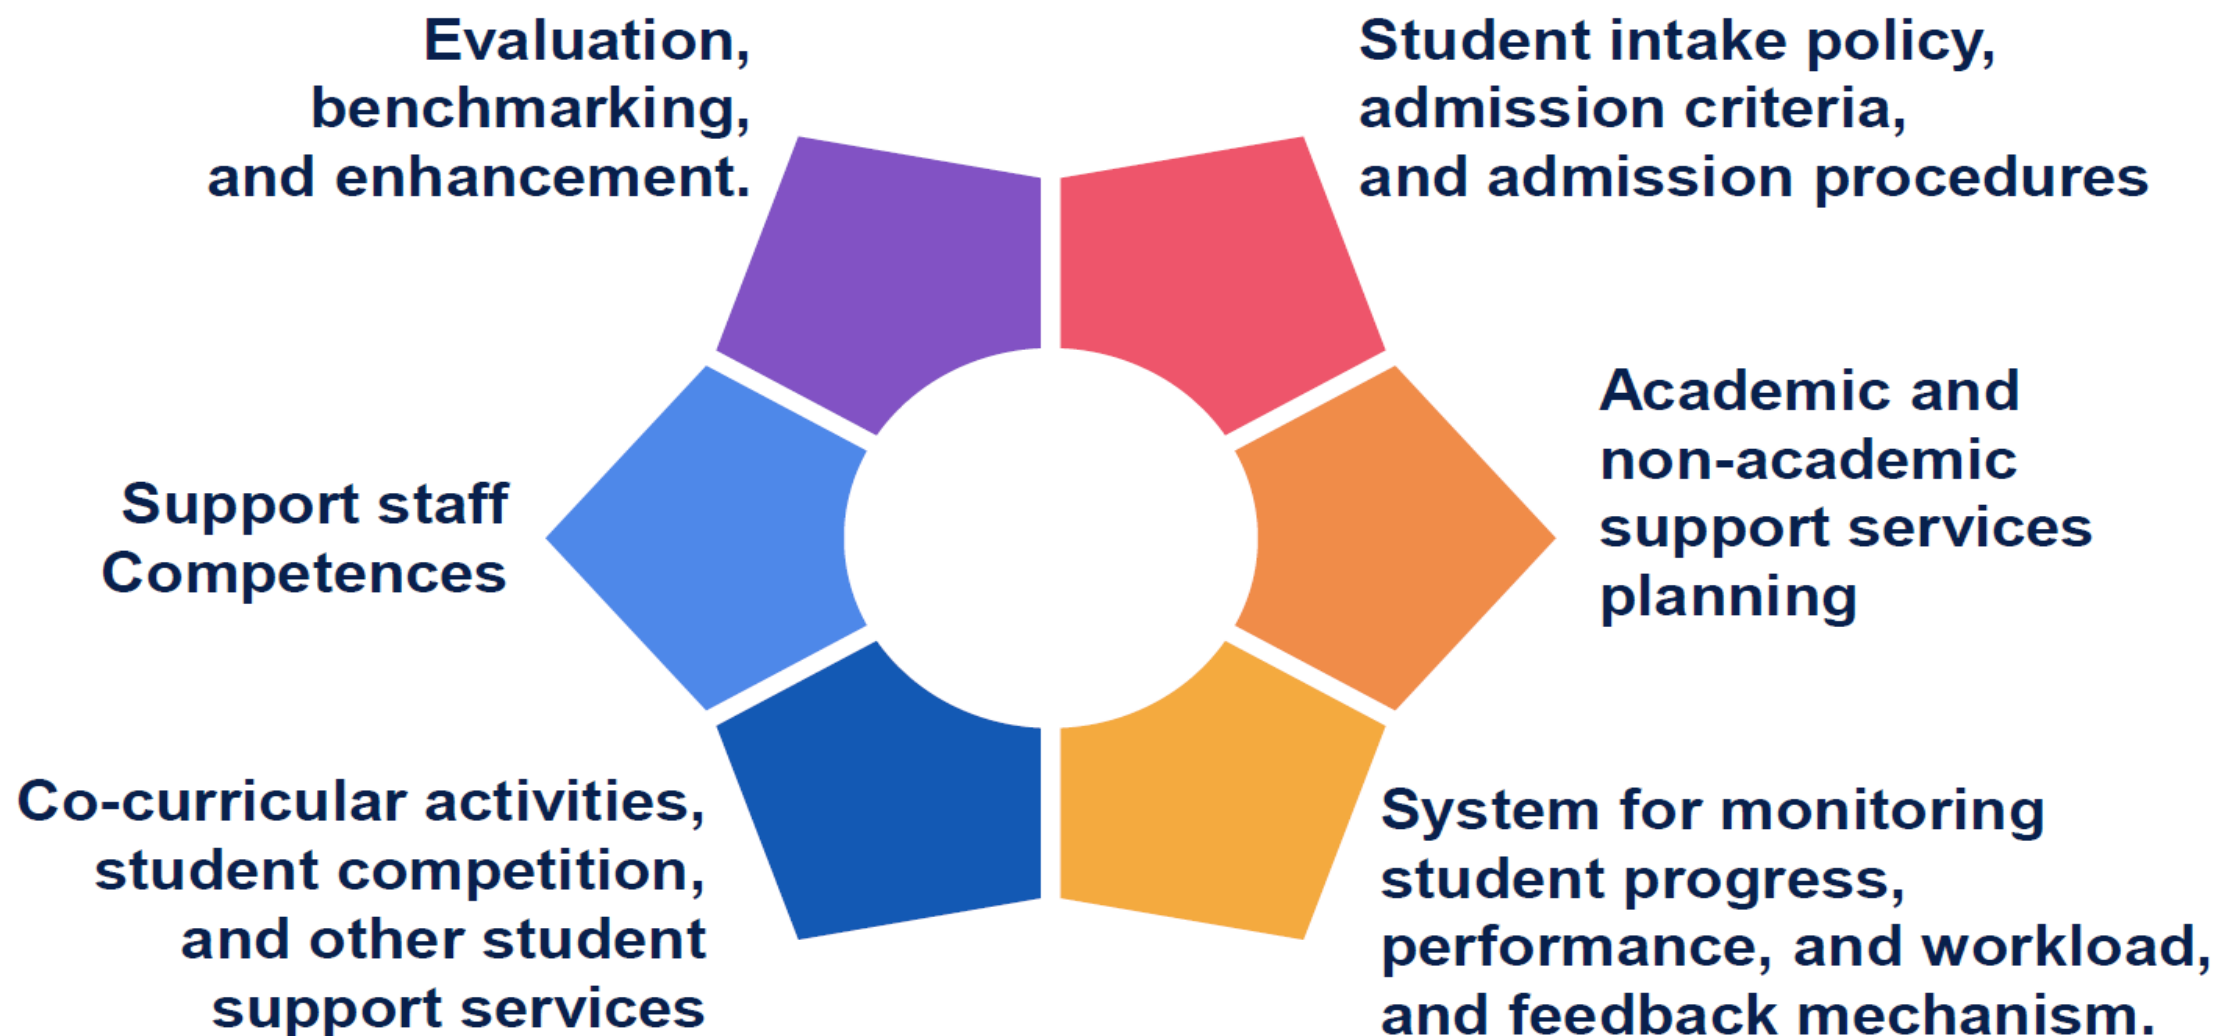 Evaluation,
benchmarking,
and enhancement.
Student intake policy,
admission criteria,
and admission procedures
Academic and
non-academic
support services
planning
Support staff
Competences
Co-curricular activities,
student competition,
and other student
support services
System for monitoring
student progress,
performance, and workload,
and feedback mechanism.